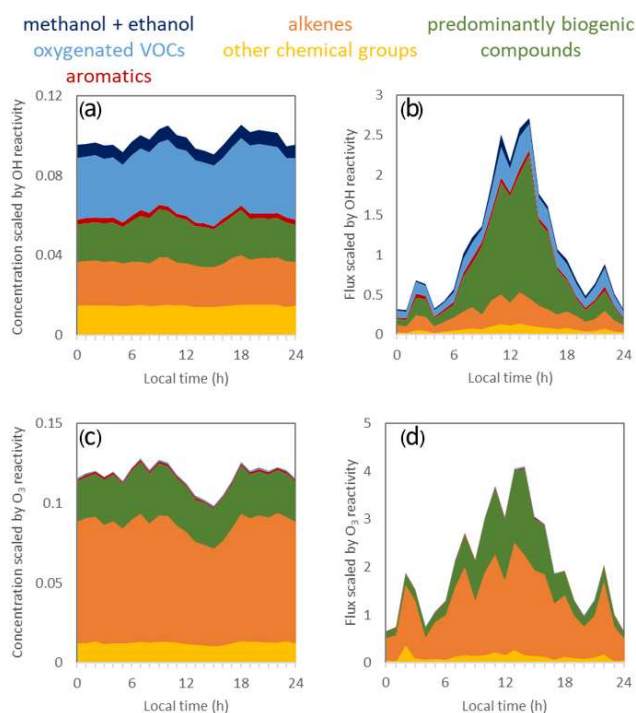 methanol + ethanol alkenes predominantly biogenic
oxygenated VOCs other chemical groups compounds
aromatics
(a)
Concentration scaled by OH reactivity
0.12
0.08
0.04
0
0 6 12 18 24
Local time (h)
(b)
Flux scaled by OH reactivity
3
2.5
2
1.5
1
0.5
0
0 6 12 18 24
Local time (h)
(c)
Concentration scaled by O3 reactivity
0.15
0.1
0.05
0
0 6 12 18 24
Local time (h)
(d)
Flux scaled by O3 reactivity
5
4
3
2
1
0
0 6 12 18 24
Local time (h)